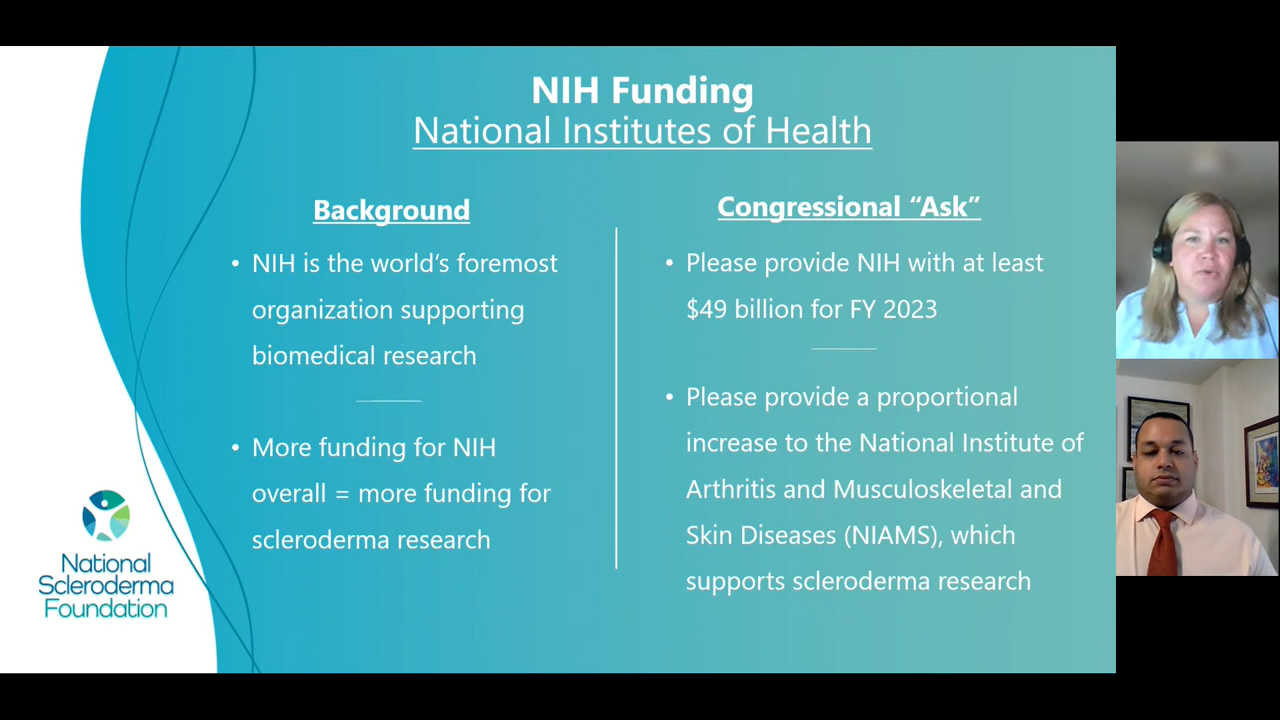 NIH Funding
National Institutes of Health
Background
• NIH is the world's foremost
organization supporting
biomedical research
• More funding for NIH
overall = more funding for
scleroderma research
Congressional “Ask”
• Please provide NIH with at least
$49 billion for FY 2023
• Please provide a proportional
increase to the National Institute of
Arthritis and Musculoskeletal and
Skin Diseases (NIAMS), which
supports scleroderma research
National
Scleroderma
Foundation